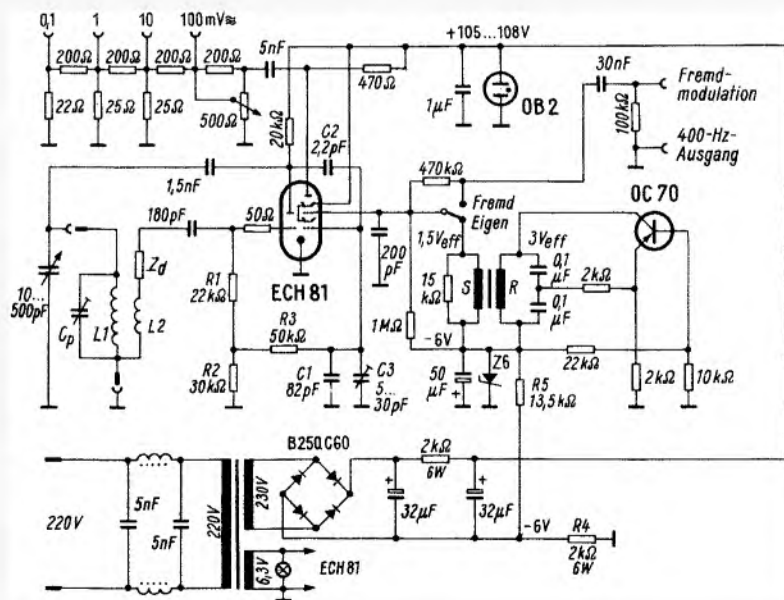 0,1 1 10 100mV≂
200Ω 200Ω 200Ω 200Ω
5nF
22Ω 25Ω 25Ω
500Ω
470Ω
20kΩ
C2
2,2pF
+105...108V
1µF
OB2
30nF
Fremd-
modulation
100kΩ
400-Hz-
Ausgang
1,5nF
180pF
50Ω
ECH 81
200
pF
470kΩ
Fremd
Eigen
1,5Veff
3Veff
OC 70
10...
500pF
Cp
L1
Zd
L2
R1
22kΩ
R2
30kΩ
R3
50kΩ
C1
82pF
C3
5...
30pF
1MΩ
15
kΩ
S
R
0,1
µF
0,1
µF
2kΩ
-6V
50
µF
+
Z6
22kΩ
R5
13,5kΩ
2kΩ
10kΩ
B250C60
220V
5nF
5nF
220V
230V
6,3V
ECH81
+
32µF
2kΩ
6W
+
32µF
-6V
R4
2kΩ
6W